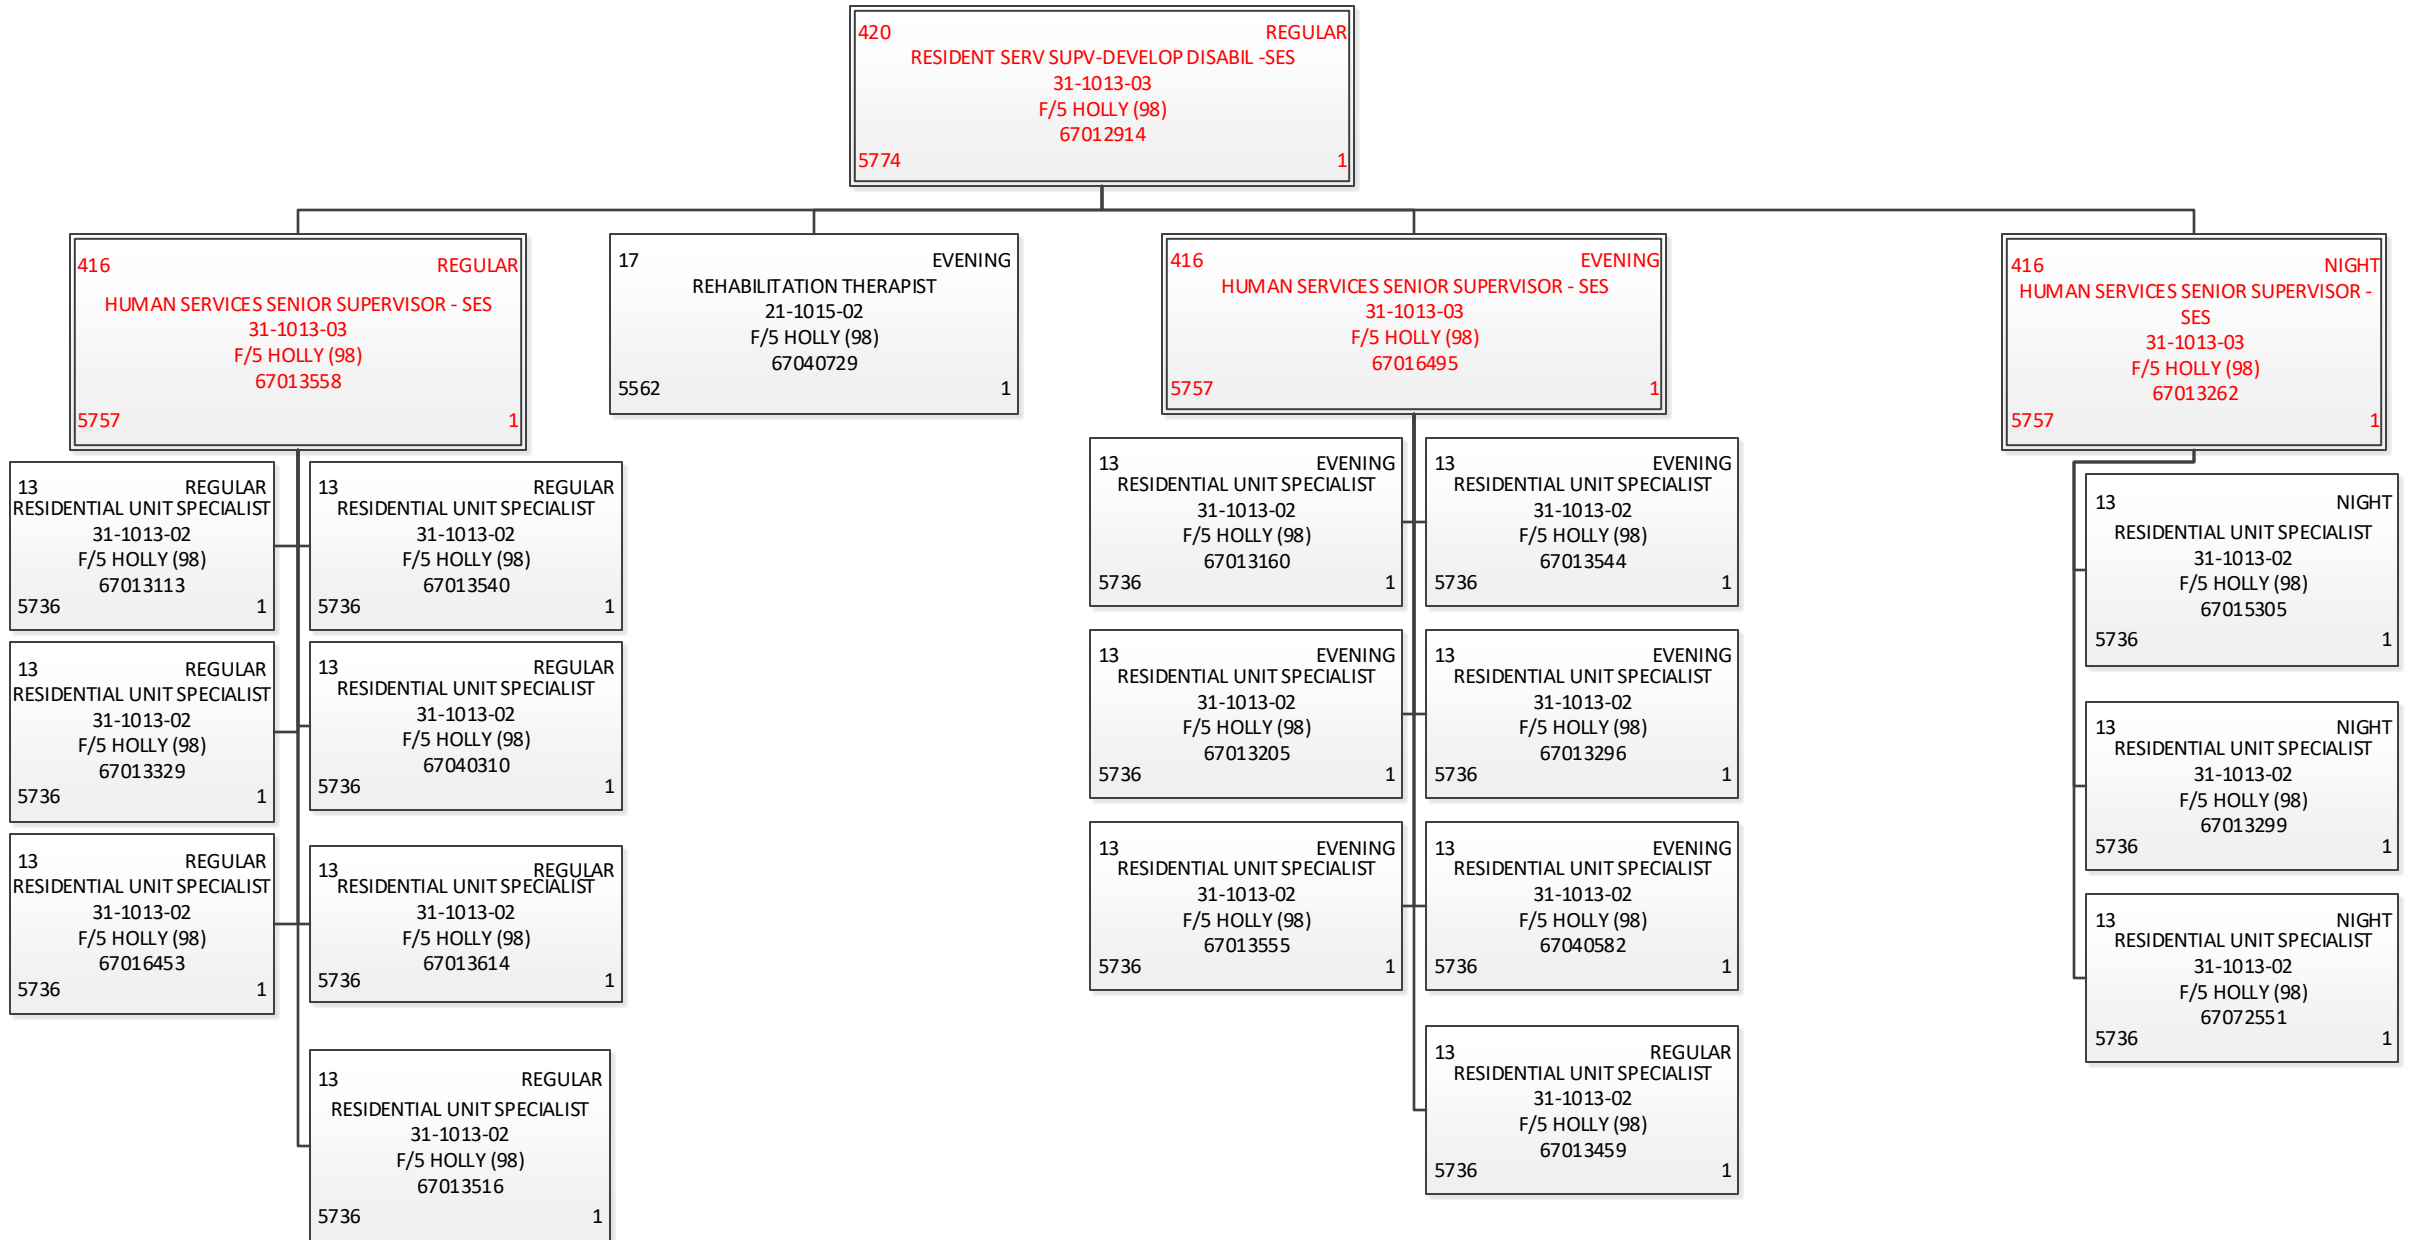 420 REGULAR
RESIDENT SERV SUPV-DEVELOP DISABIL -SES
31-1013-03
F/5 HOLLY (98)
67012914
5774 1
416 REGULAR
HUMAN SERVICES SENIOR SUPERVISOR - SES
31-1013-03
F/5 HOLLY (98)
67013558
5757 1
17 EVENING
REHABILITATION THERAPIST
21-1015-02
F/5 HOLLY (98)
67040729
5562 1
416 EVENING
HUMAN SERVICES SENIOR SUPERVISOR - SES
31-1013-03
F/5 HOLLY (98)
67016495
5757 1
416 NIGHT
HUMAN SERVICES SENIOR SUPERVISOR -
SES
31-1013-03
F/5 HOLLY (98)
67013262
5757 1
13 REGULAR
RESIDENTIAL UNIT SPECIALIST
31-1013-02
F/5 HOLLY (98)
67013113
5736 1
13 REGULAR
RESIDENTIAL UNIT SPECIALIST
31-1013-02
F/5 HOLLY (98)
67013540
5736 1
13 REGULAR
RESIDENTIAL UNIT SPECIALIST
31-1013-02
F/5 HOLLY (98)
67013329
5736 1
13 REGULAR
RESIDENTIAL UNIT SPECIALIST
31-1013-02
F/5 HOLLY (98)
67040310
5736 1
13 REGULAR
RESIDENTIAL UNIT SPECIALIST
31-1013-02
F/5 HOLLY (98)
67016453
5736 1
13 REGULAR
RESIDENTIAL UNIT SPECIALIST
31-1013-02
F/5 HOLLY (98)
67013614
5736 1
13 REGULAR
RESIDENTIAL UNIT SPECIALIST
31-1013-02
F/5 HOLLY (98)
67013516
5736 1
13 EVENING
RESIDENTIAL UNIT SPECIALIST
31-1013-02
F/5 HOLLY (98)
67013160
5736 1
13 EVENING
RESIDENTIAL UNIT SPECIALIST
31-1013-02
F/5 HOLLY (98)
67013544
5736 1
13 EVENING
RESIDENTIAL UNIT SPECIALIST
31-1013-02
F/5 HOLLY (98)
67013205
5736 1
13 EVENING
RESIDENTIAL UNIT SPECIALIST
31-1013-02
F/5 HOLLY (98)
67013296
5736 1
13 EVENING
RESIDENTIAL UNIT SPECIALIST
31-1013-02
F/5 HOLLY (98)
67013555
5736 1
13 EVENING
RESIDENTIAL UNIT SPECIALIST
31-1013-02
F/5 HOLLY (98)
67040582
5736 1
13 REGULAR
RESIDENTIAL UNIT SPECIALIST
31-1013-02
F/5 HOLLY (98)
67013459
5736 1
13 NIGHT
RESIDENTIAL UNIT SPECIALIST
31-1013-02
F/5 HOLLY (98)
67015305
5736 1
13 NIGHT
RESIDENTIAL UNIT SPECIALIST
31-1013-02
F/5 HOLLY (98)
67013299
5736 1
13 NIGHT
RESIDENTIAL UNIT SPECIALIST
31-1013-02
F/5 HOLLY (98)
67072551
5736 1